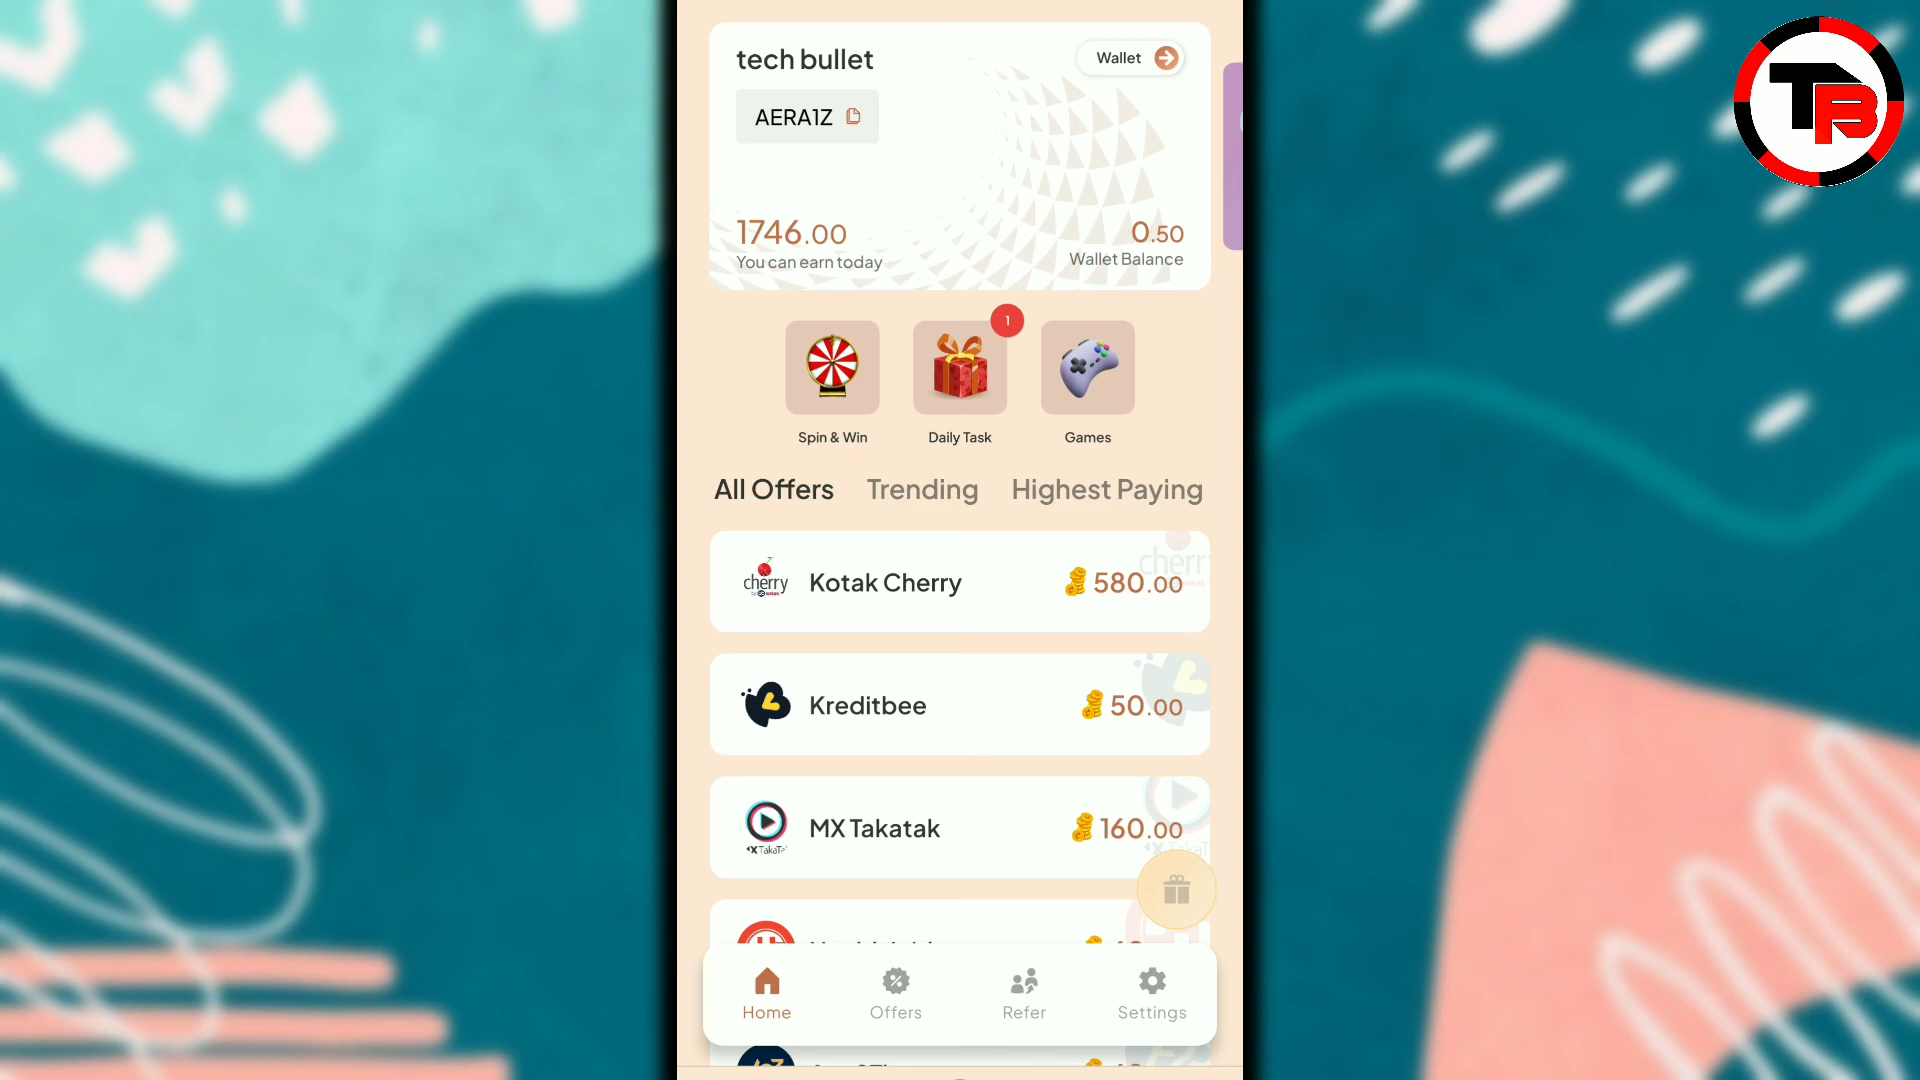 tech bullet
Wallet
AERA1Z
1746.00
You can earn today
0.50
Wallet Balance
1
Spin & Win
Daily Task
Games
All Offers
Trending
Highest Paying
cherry
Kotak Cherry
580.00
Kreditbee
50.00
MX Takatak
160.00
Home
Offers
Refer
Settings
TB